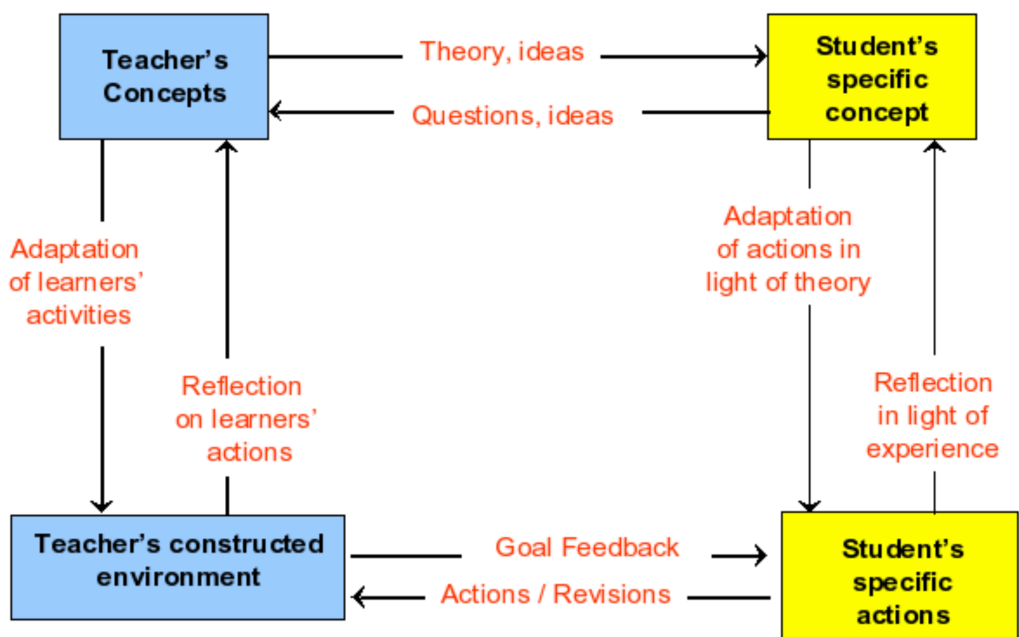 Teacher's
Concepts
Theory, ideas
Questions, ideas
Student's
specific
concept
Adaptation
of learners'
activities
Reflection
on learners'
actions
Adaptation
of actions in
light of theory
Reflection
in light of
experience
Teacher's constructed
environment
Goal Feedback
Actions / Revisions
Student's
specific
actions